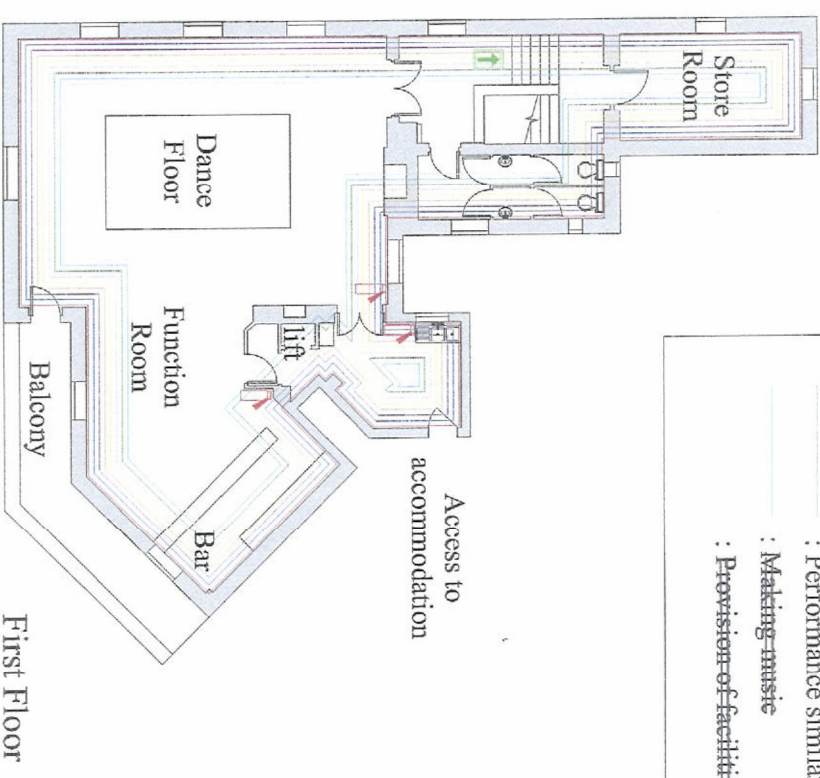 : Performance similar
: Making music
: Provision of faciliti
Store
Room
Dance
Floor
Function
Room
lift
Balcony
Bar
Access to
accommodation
First Floor